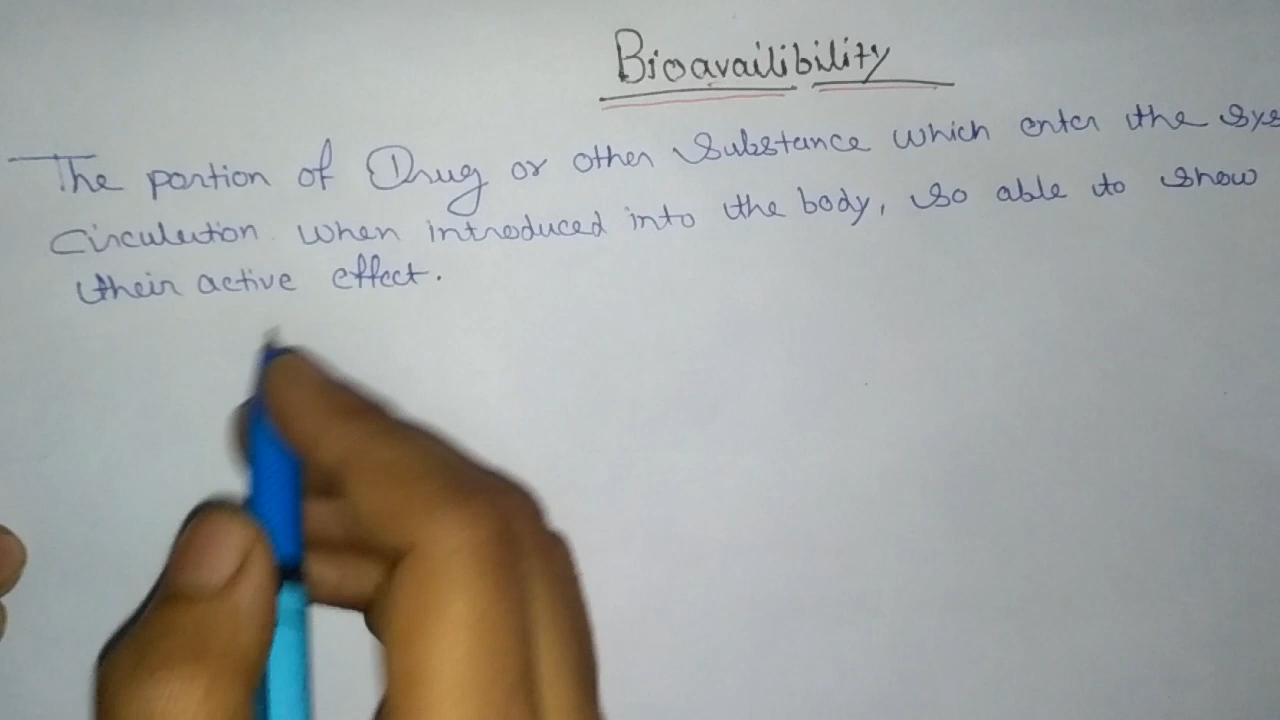 Bioavailibility
The portion of Drug or other Substance which enter the sys
Circulation when introduced into the body, so able to show
their active effect.